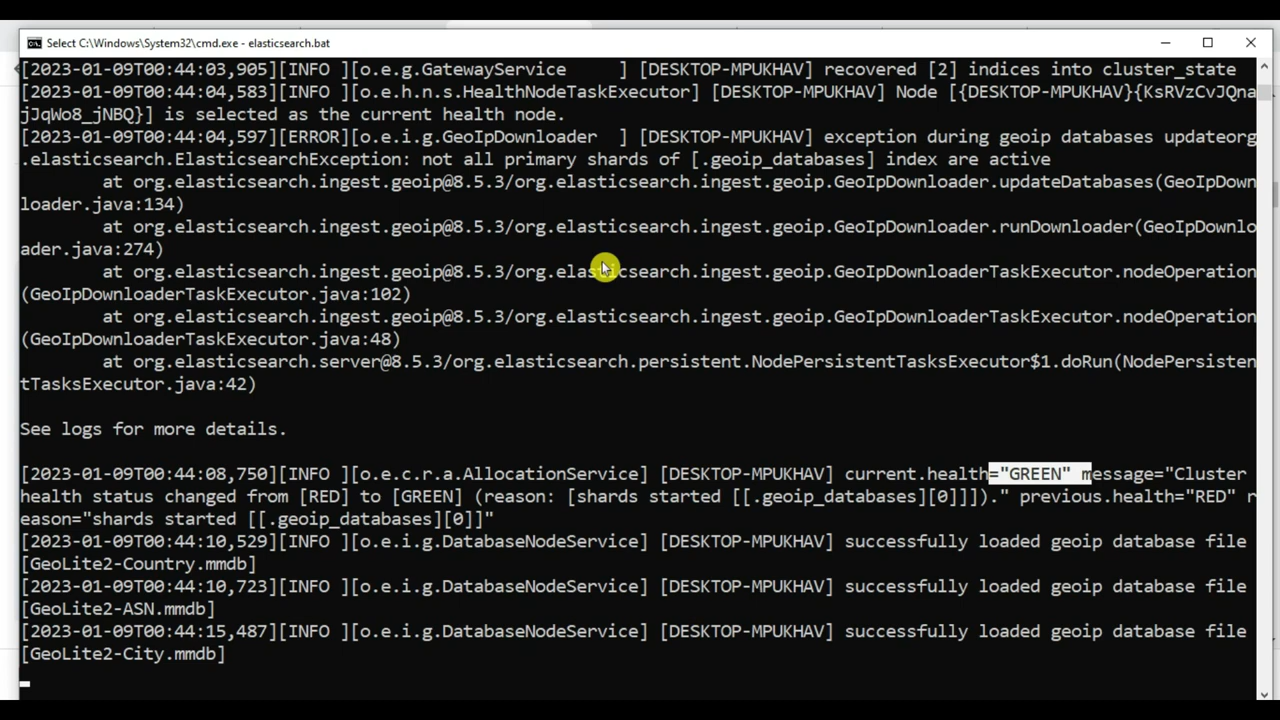 Select C:\Windows\System32\cmd.exe - elasticsearch.bat
[2023-01-09T00:44:03,905][INFO ][o.e.g.GatewayService     ] [DESKTOP-MPUKHAV] recovered [2] indices into cluster_state
[2023-01-09T00:44:04,583][INFO ][o.e.h.n.s.HealthNodeTaskExecutor] [DESKTOP-MPUKHAV] Node [{DESKTOP-MPUKHAV}{KsRVzCvJQna
jJqWo8_jNBQ}] is selected as the current health node.
[2023-01-09T00:44:04,597][ERROR][o.e.i.g.GeoIpDownloader  ] [DESKTOP-MPUKHAV] exception during geoip databases updateorg
.elasticsearch.ElasticsearchException: not all primary shards of [.geoip_databases] index are active
at org.elasticsearch.ingest.geoip@8.5.3/org.elasticsearch.ingest.geoip.GeoIpDownloader.updateDatabases(GeoIpDown
loader.java:134)
at org.elasticsearch.ingest.geoip@8.5.3/org.elasticsearch.ingest.geoip.GeoIpDownloader.runDownloader(GeoIpDownlo
ader.java:274)
at org.elasticsearch.ingest.geoip@8.5.3/org.elasticsearch.ingest.geoip.GeoIpDownloaderTaskExecutor.nodeOperation
(GeoIpDownloaderTaskExecutor.java:102)
at org.elasticsearch.ingest.geoip@8.5.3/org.elasticsearch.ingest.geoip.GeoIpDownloaderTaskExecutor.nodeOperation
(GeoIpDownloaderTaskExecutor.java:48)
at org.elasticsearch.server@8.5.3/org.elasticsearch.persistent.NodePersistentTasksExecutor$1.doRun(NodePersisten
tTasksExecutor.java:42)
See logs for more details.
[2023-01-09T00:44:08,750][INFO ][o.e.c.r.a.AllocationService] [DESKTOP-MPUKHAV] current.health="GREEN" message="Cluster
health status changed from [RED] to [GREEN] (reason: [shards started [[.geoip_databases][0]]])." previous.health="RED" r
eason="shards started [[.geoip_databases][0]]"
[2023-01-09T00:44:10,529][INFO ][o.e.i.g.DatabaseNodeService] [DESKTOP-MPUKHAV] successfully loaded geoip database file
[GeoLite2-Country.mmdb]
[2023-01-09T00:44:10,723][INFO ][o.e.i.g.DatabaseNodeService] [DESKTOP-MPUKHAV] successfully loaded geoip database file
[GeoLite2-ASN.mmdb]
[2023-01-09T00:44:15,487][INFO ][o.e.i.g.DatabaseNodeService] [DESKTOP-MPUKHAV] successfully loaded geoip database file
[GeoLite2-City.mmdb]